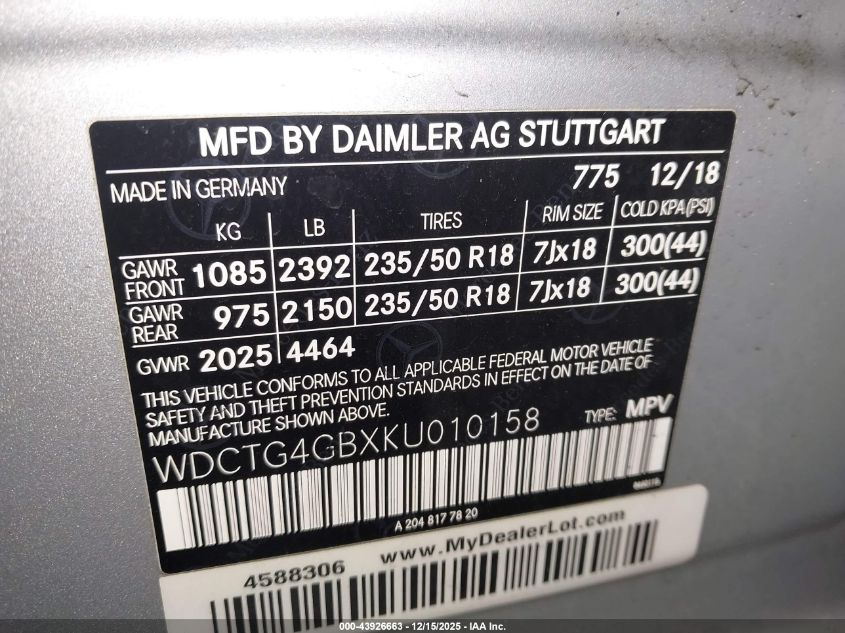 MFD BY DAIMLER AG STUTTGART
MADE IN GERMANY 775 12/18
KG LB TIRES RIM SIZE COLD KPA(PSI)
GAWR FRONT 1085 2392 235/50 R18 7Jx18 300(44)
GAWR REAR 975 2150 235/50 R18 7Jx18 300(44)
GVWR 2025 4464
THIS VEHICLE CONFORMS TO ALL APPLICABLE FEDERAL MOTOR VEHICLE
SAFETY AND THEFT PREVENTION STANDARDS IN EFFECT ON THE DATE OF
MANUFACTURE SHOWN ABOVE. TYPE: MPV
WDCTG4GBXKU010158
A 204 817 78 20
www.MyDealerLot.com
4588306
000-43926663 - 12/15/2025 - IAA Inc.